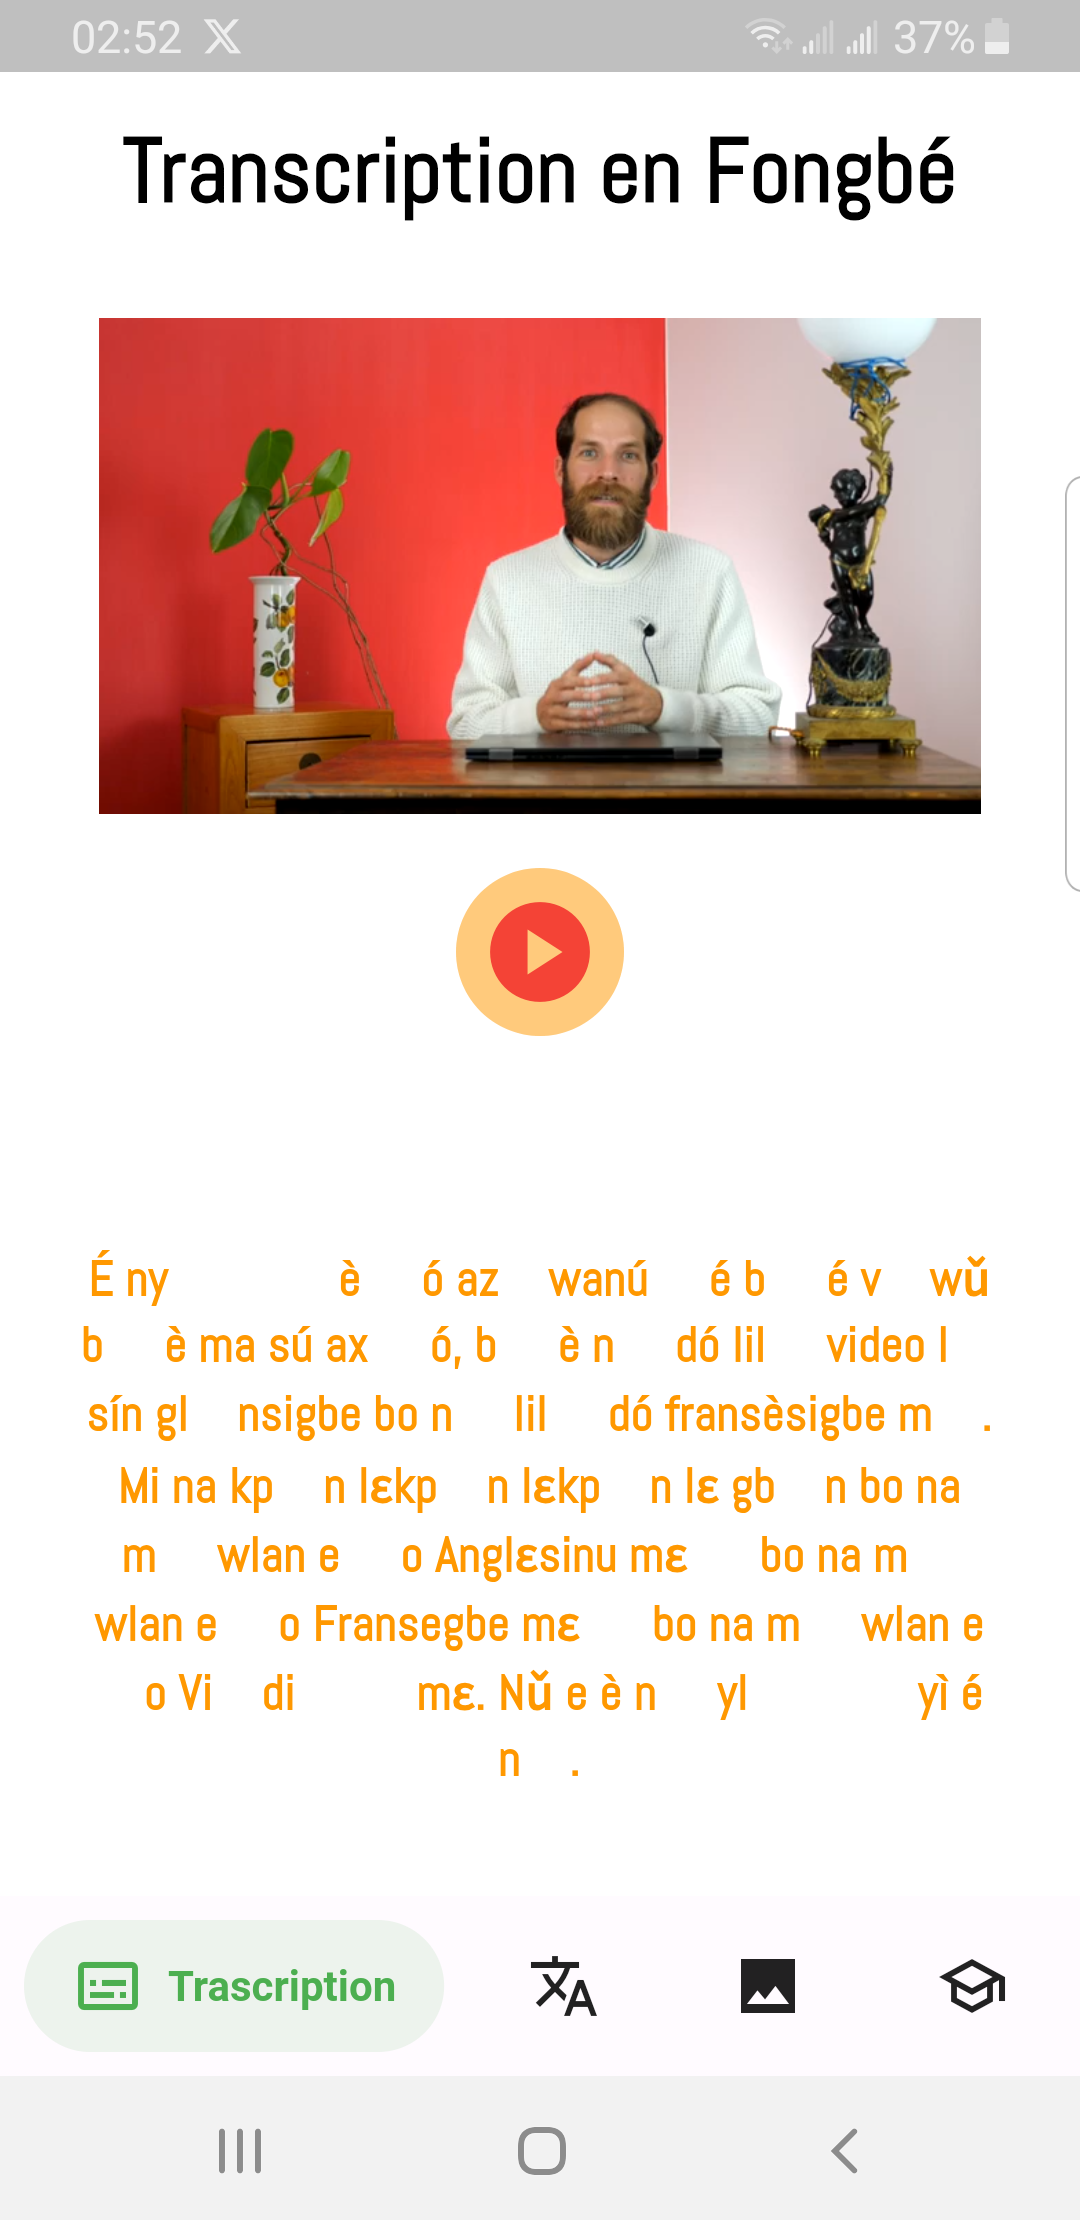 02:52
37%
Transcription en Fongbé
É ny è ó az wanú é b é v wǔ
b è ma sú ax ó, b è n dó lil video l
sín gl nsigbe bo n lil dó fransèsigbe m .
Mi na kp n lɛkp n lɛkp n lɛ gb n bo na
m wlan e o Anglɛsinu mɛ bo na m
wlan e o Fransegbe mɛ bo na m wlan e
o Vi di mɛ. Nǔ e è n yl yì é
n .
Trascription